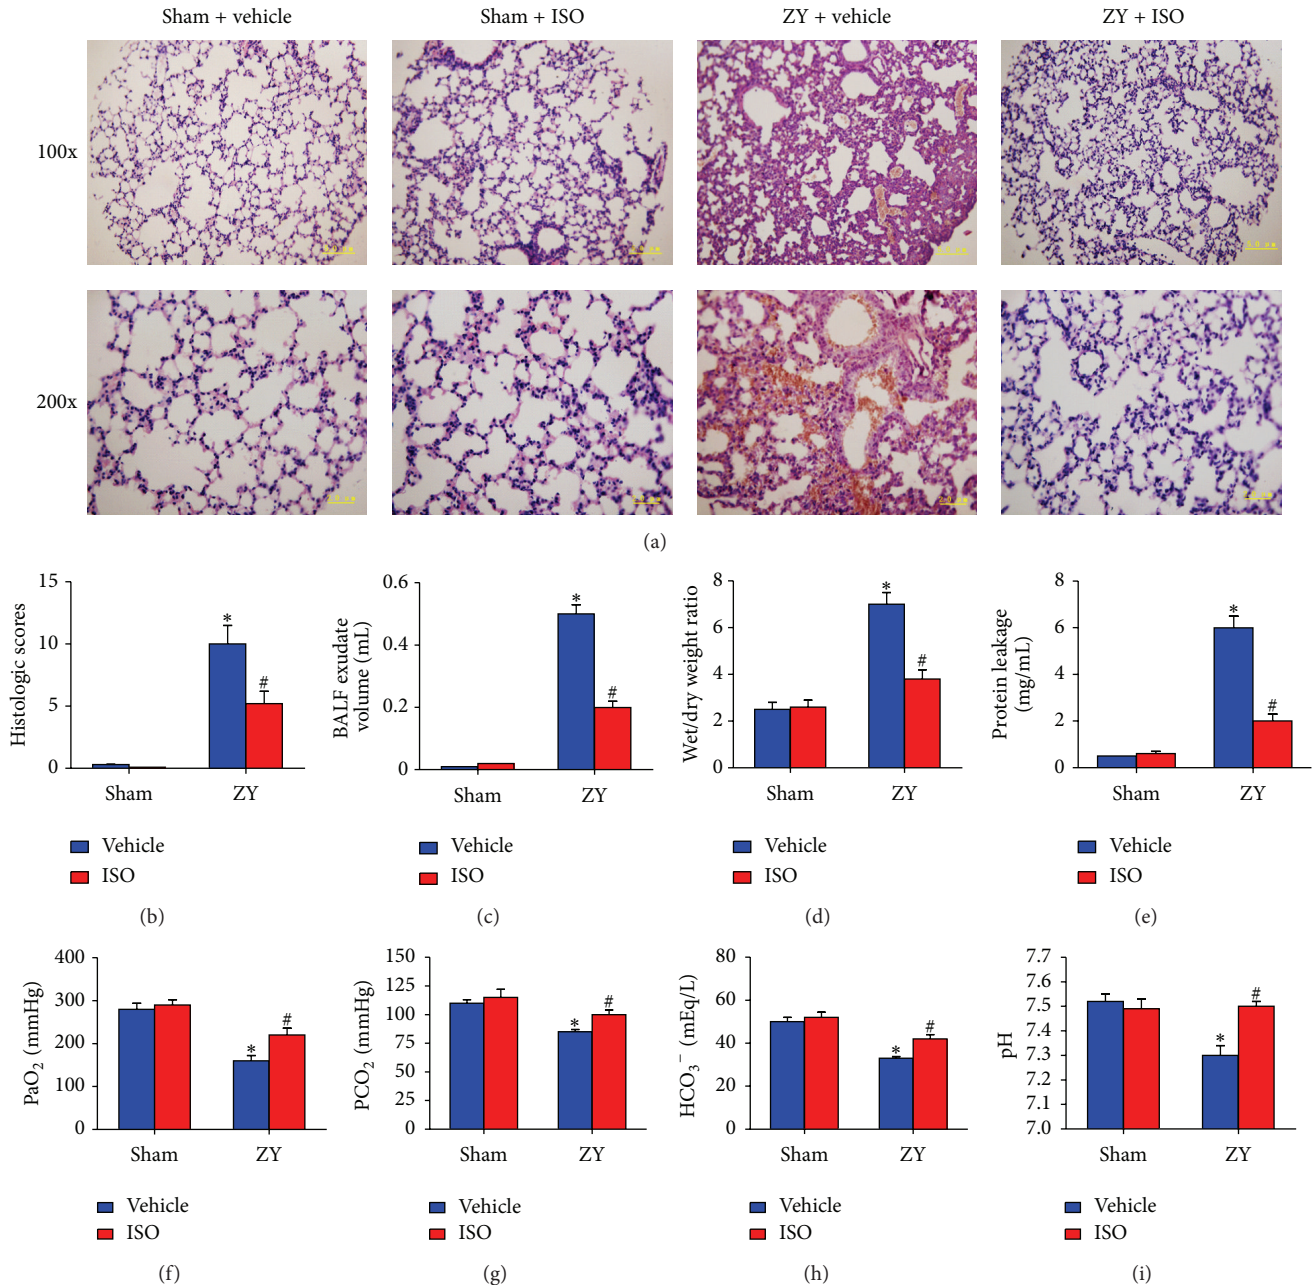 Sham + vehicle
Sham + ISO
ZY + vehicle
ZY + ISO
100x
200x
(a)
Histologic scores
15
10
5
0
*
#
Sham
ZY
Vehicle
ISO
(b)
BALF exudate
volume (mL)
0.6
0.4
0.2
0
*
#
Sham
ZY
Vehicle
ISO
(c)
Wet/dry weight ratio
8
6
4
2
0
*
#
Sham
ZY
Vehicle
ISO
(d)
Protein leakage
(mg/mL)
8
6
4
2
0
*
#
Sham
ZY
Vehicle
ISO
(e)
PaO₂ (mmHg)
400
300
200
100
0
*
#
Sham
ZY
Vehicle
ISO
(f)
PCO₂ (mmHg)
150
125
100
75
50
25
0
*
#
Sham
ZY
Vehicle
ISO
(g)
HCO₃⁻ (mEq/L)
80
60
40
20
0
*
#
Sham
ZY
Vehicle
ISO
(h)
pH
7.7
7.6
7.5
7.4
7.3
7.2
7.1
7.0
*
#
Sham
ZY
Vehicle
ISO
(i)